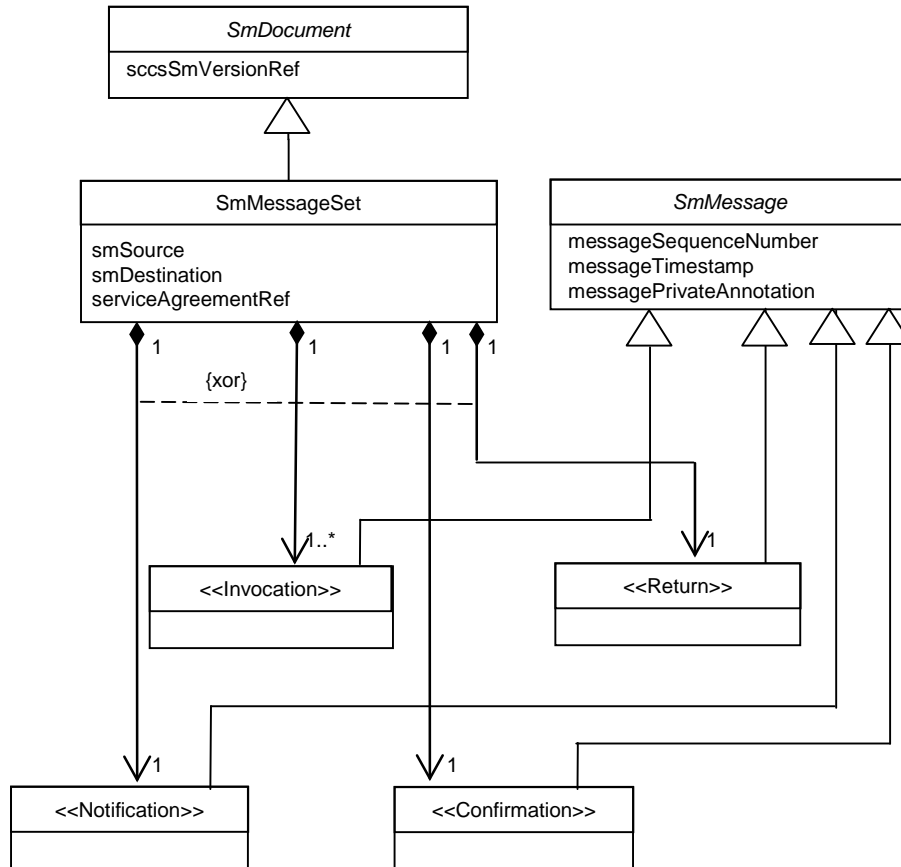 SmDocument
sccsSmVersionRef
SmMessageSet
smSource
smDestination
serviceAgreementRef
SmMessage
messageSequenceNumber
messageTimestamp
messagePrivateAnnotation
1
1
1
1
{xor}
1..*
1
<<Invocation>>
<<Return>>
1
1
<<Notification>>
<<Confirmation>>